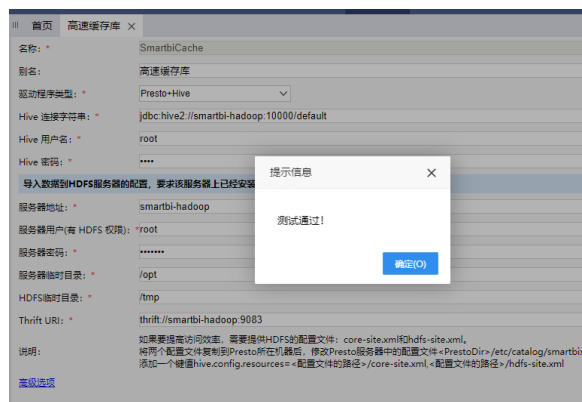 首页 高速缓存库 ×
名称: * SmartbiCache
别名: 高速缓存库
驱动程序类型: * Presto+Hive
Hive 连接字符串: * jdbc:hive2://smartbi-hadoop:10000/default
Hive 用户名: * root
Hive 密码: * ••••
提示信息 ×
导入数据到HDFS服务器的配置，要求该服务器上已经安装
服务器地址: * smartbi-hadoop
测试通过!
服务器用户(有 HDFS 权限): * root
服务器密码: * •••••••
确定(O)
服务器临时目录: * /opt
HDFS临时目录: * /tmp
Thrift URI: * thrift://smartbi-hadoop:9083
说明:
如果要提高访问效率，需要提供HDFS的配置文件：core-site.xml和hdfs-site.xml。
将两个配置文件复制到Presto所在机器后，修改Presto服务器中的配置文件<PrestoDir>/etc/catalog/smartbix
添加一个键值hive.config.resources=<配置文件的路径>/core-site.xml,<配置文件的路径>/hdfs-site.xml
高级选项